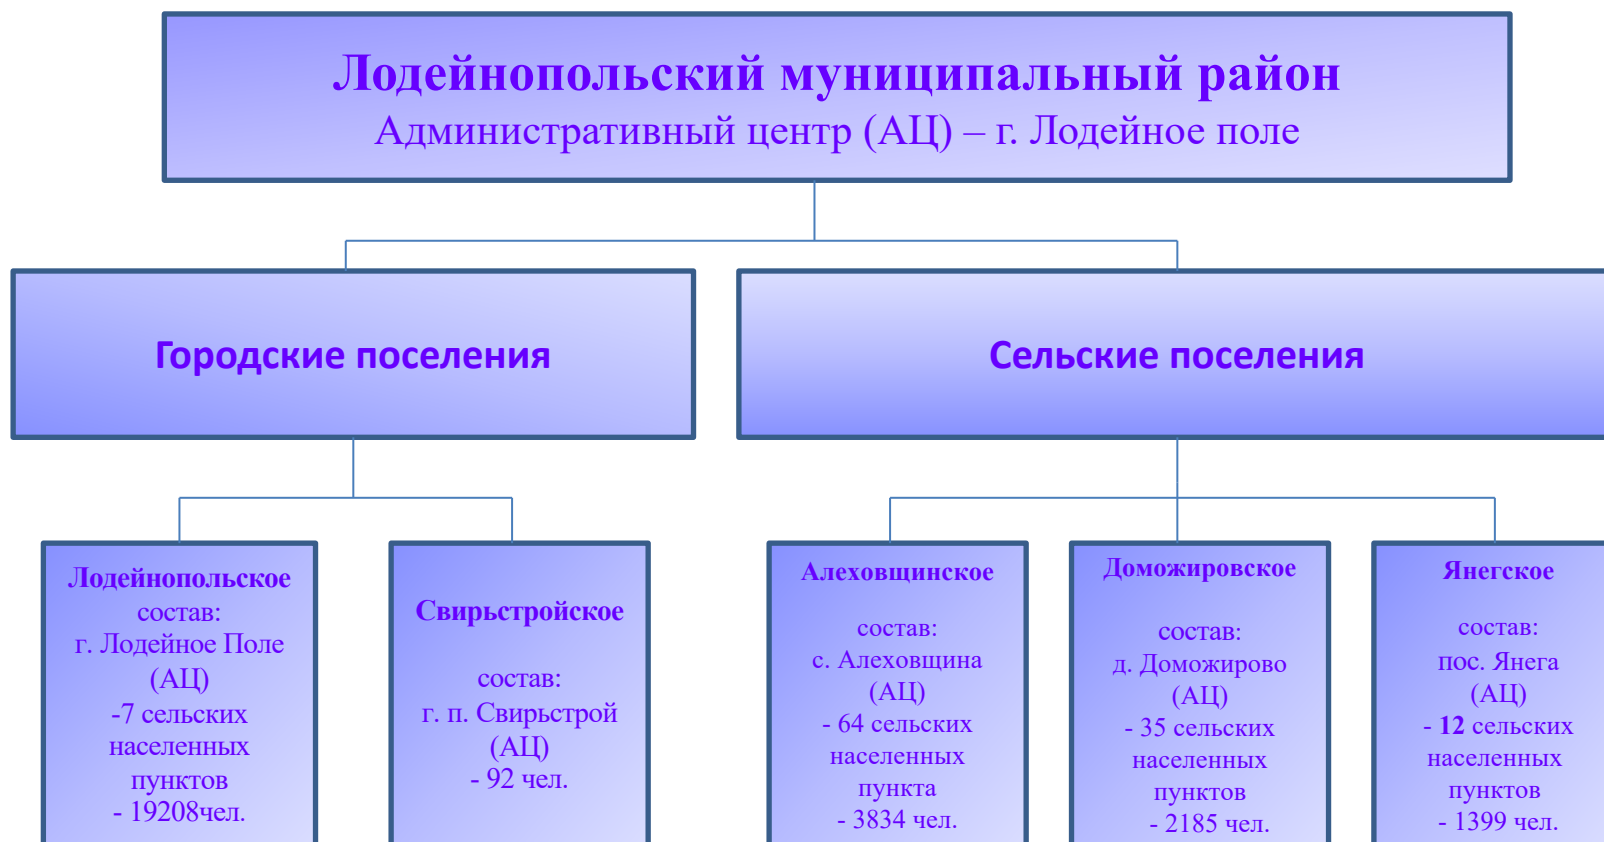 Лодейнопольский муниципальный район
Административный центр (АЦ) – г. Лодейное поле
Городские поселения
Сельские поселения
Лодейнопольское
состав:
г. Лодейное Поле
(АЦ)
-7 сельских
населенных
пунктов
- 19208чел.
Свирьстройское
состав:
г. п. Свирьстрой
(АЦ)
- 92 чел.
Алеховщинское
состав:
с. Алеховщина
(АЦ)
- 64 сельских
населенных
пункта
- 3834 чел.
Доможировское
состав:
д. Доможирово
(АЦ)
- 35 сельских
населенных
пунктов
- 2185 чел.
Янегское
состав:
пос. Янега
(АЦ)
- 12 сельских
населенных
пунктов
- 1399 чел.